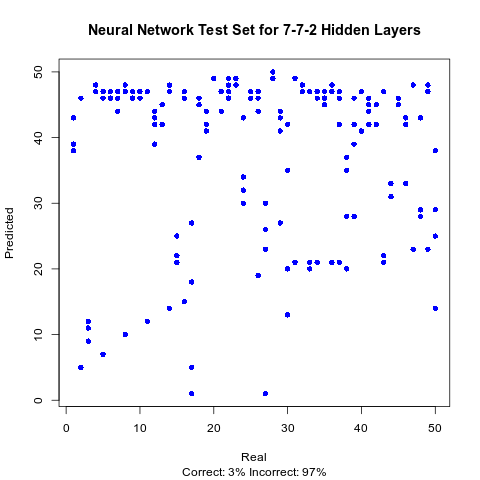 Neural Network Test Set for 7-7-2 Hidden Layers
Predicted
50
40
30
20
10
0
0 10 20 30 40 50
Real
Correct: 3% Incorrect: 97%